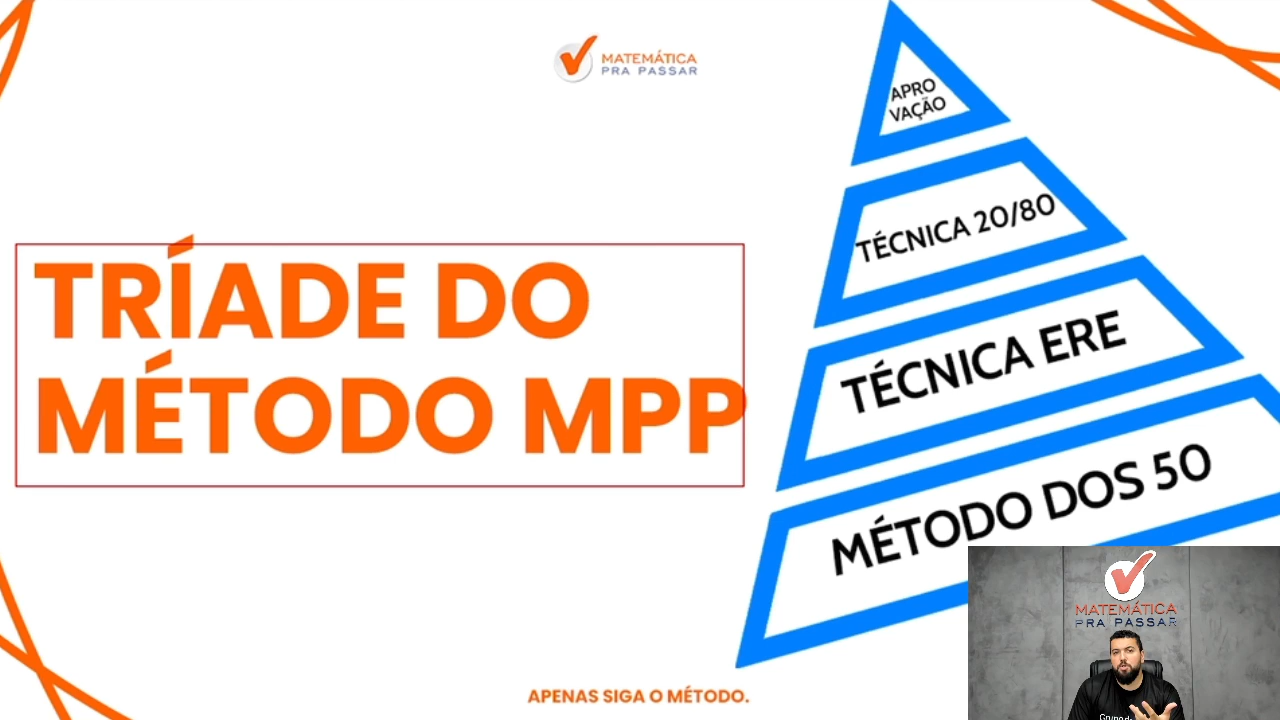 MATEMÁTICA
PRA PASSAR
TRÍADE DO
MÉTODO MPP
APRO
VAÇÃO
TÉCNICA 20/80
TÉCNICA ERE
MÉTODO DOS 50
APENAS SIGA O MÉTODO.
MATEMÁTICA
PRA PASSAR